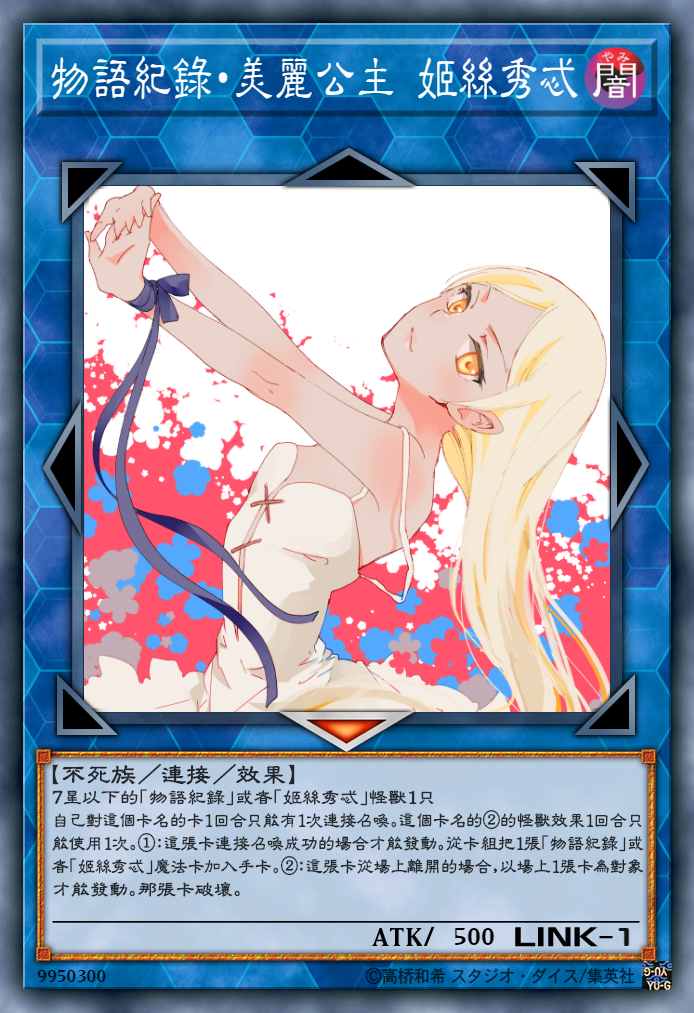 物語紀錄・美麗公主 姬絲秀忒
やみ
闇
【不死族／連接／效果】
7星以下的「物語紀錄」或者「姬絲秀忒」怪獸1只
自己對這個卡名的卡1回合只能有1次連接召喚。這個卡名的②的怪獸效果1回合只
能使用1次。①：這張卡連接召喚成功的場合才能發動。從卡組把1張「物語紀錄」或
者「姬絲秀忒」魔法卡加入手卡。②：這張卡從場上離開的場合，以場上1張卡為對象
才能發動。那張卡破壞。
ATK/ 500 LINK-1
9950300 ©高桥和希 スタジオ・ダイス/集英社